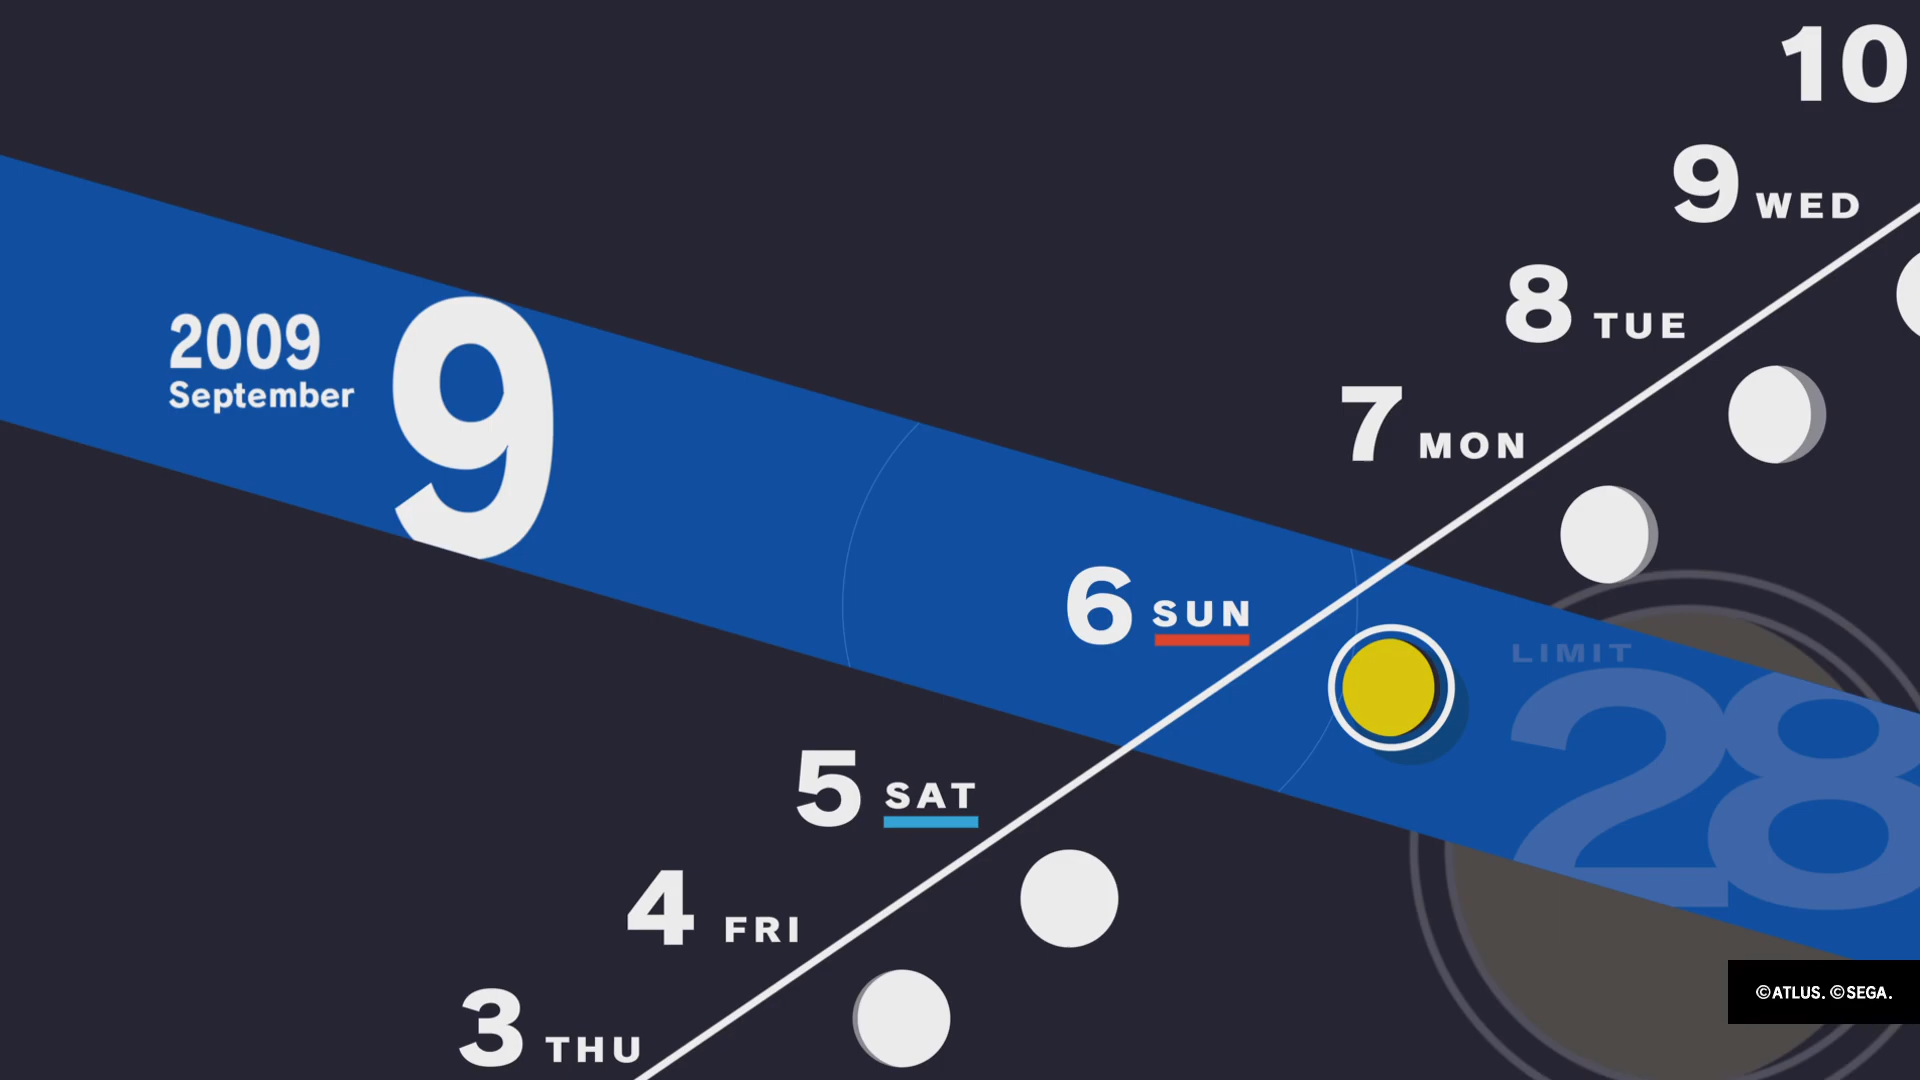 10
9 WED
8 TUE
2009
September
9
7 MON
6 SUN
LIMIT
28
5 SAT
4 FRI
3 THU
©ATLUS. ©SEGA.